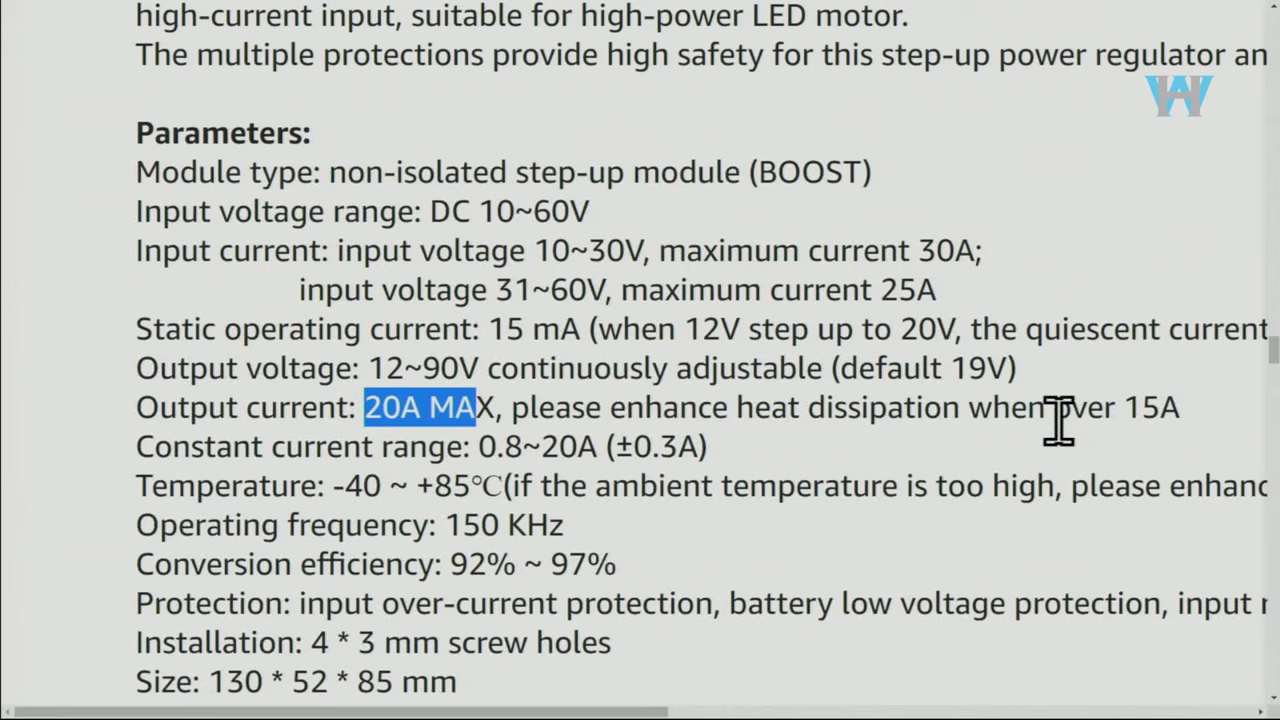 high-current input, suitable for high-power LED motor.
The multiple protections provide high safety for this step-up power regulator an
Parameters:
Module type: non-isolated step-up module (BOOST)
Input voltage range: DC 10~60V
Input current: input voltage 10~30V, maximum current 30A;
input voltage 31~60V, maximum current 25A
Static operating current: 15 mA (when 12V step up to 20V, the quiescent current
Output voltage: 12~90V continuously adjustable (default 19V)
Output current: 20A MAX, please enhance heat dissipation when over 15A
Constant current range: 0.8~20A (±0.3A)
Temperature: -40 ~ +85℃(if the ambient temperature is too high, please enhanc
Operating frequency: 150 KHz
Conversion efficiency: 92% ~ 97%
Protection: input over-current protection, battery low voltage protection, input r
Installation: 4 * 3 mm screw holes
Size: 130 * 52 * 85 mm